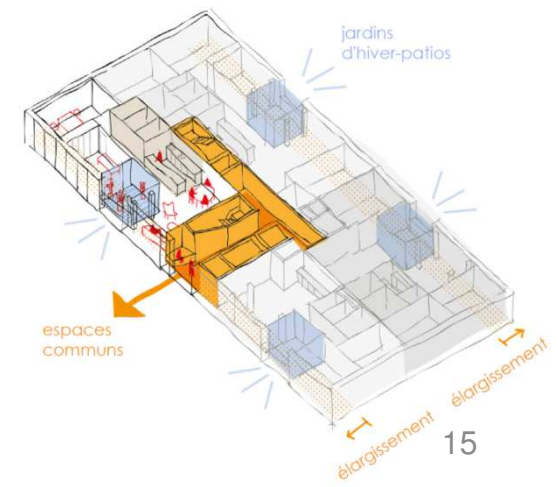 jardins
d'hiver-patios
espaces
communs
élargissement
élargissement
15